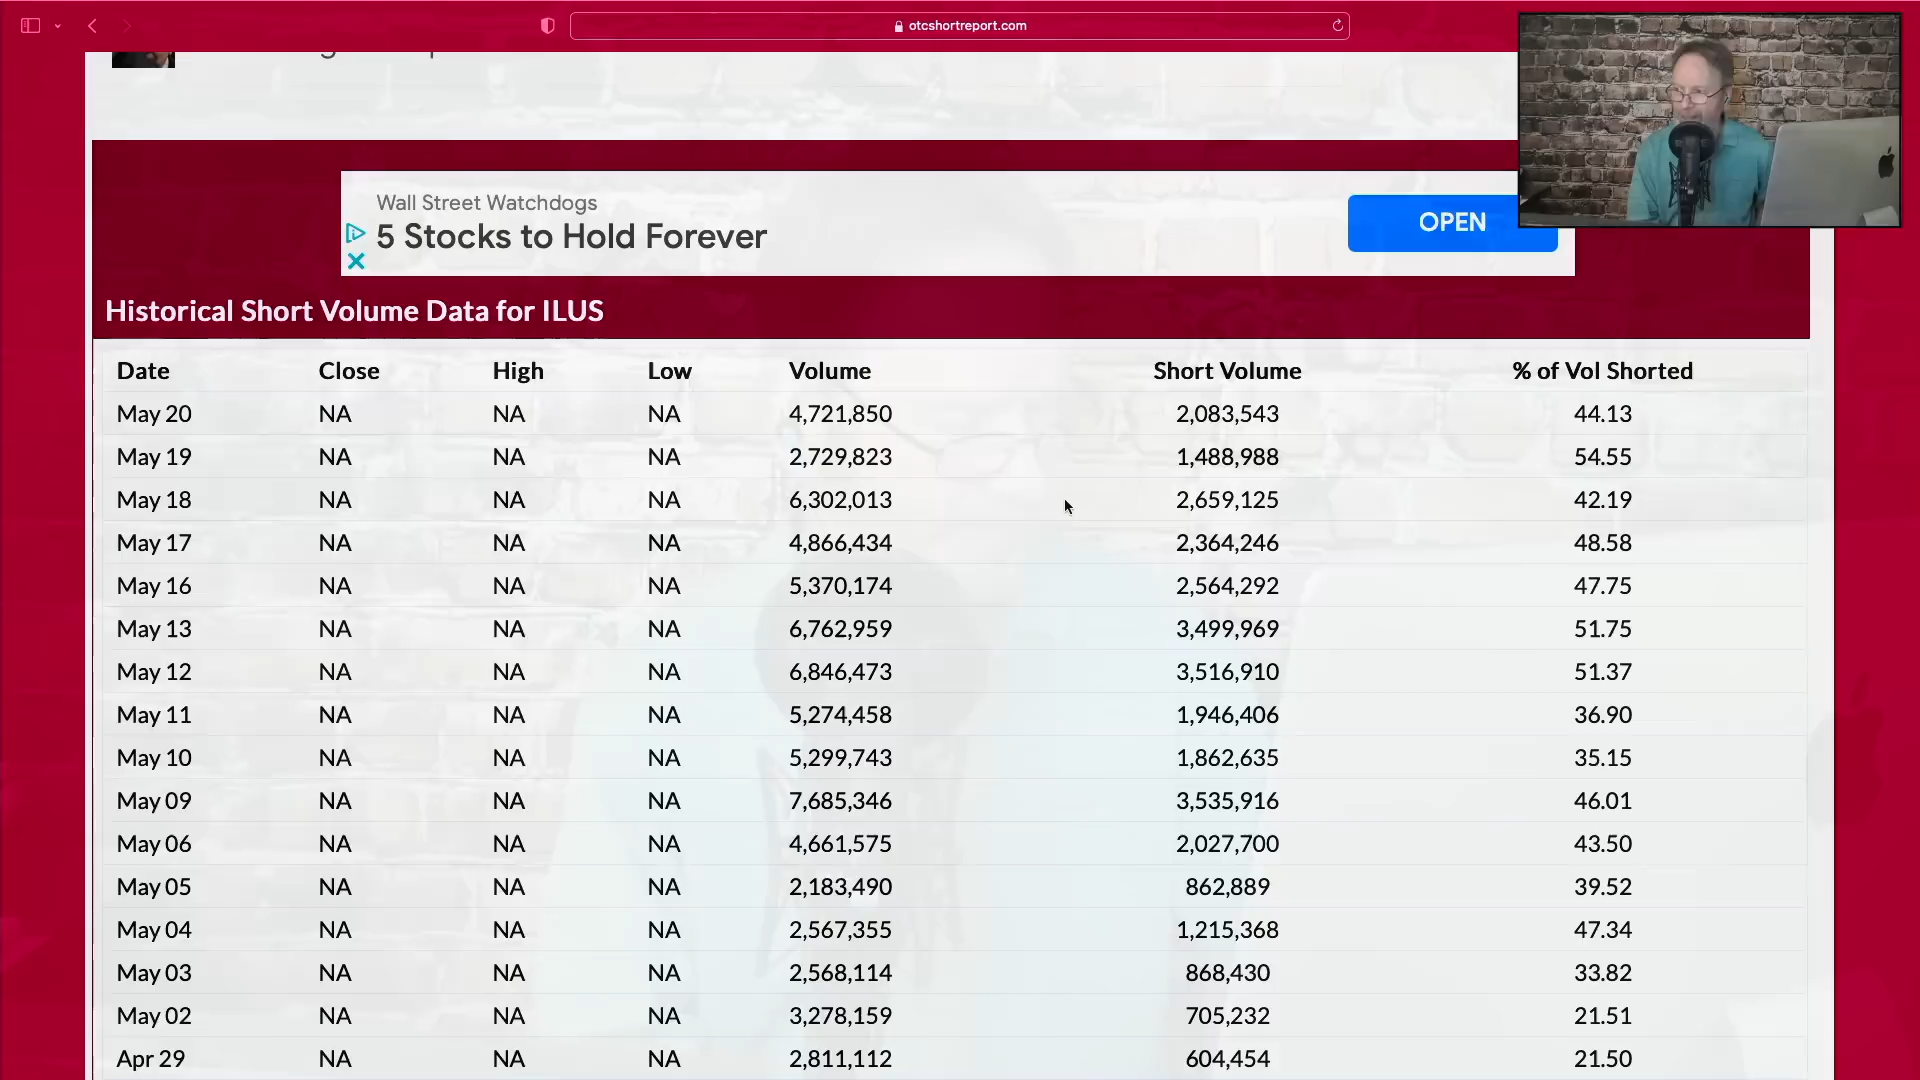 otcshortreport.com
Wall Street Watchdogs
5 Stocks to Hold Forever
OPEN
Historical Short Volume Data for ILUS
Date Close High Low Volume Short Volume % of Vol Shorted
May 20 NA NA NA 4,721,850 2,083,543 44.13
May 19 NA NA NA 2,729,823 1,488,988 54.55
May 18 NA NA NA 6,302,013 2,659,125 42.19
May 17 NA NA NA 4,866,434 2,364,246 48.58
May 16 NA NA NA 5,370,174 2,564,292 47.75
May 13 NA NA NA 6,762,959 3,499,969 51.75
May 12 NA NA NA 6,846,473 3,516,910 51.37
May 11 NA NA NA 5,274,458 1,946,406 36.90
May 10 NA NA NA 5,299,743 1,862,635 35.15
May 09 NA NA NA 7,685,346 3,535,916 46.01
May 06 NA NA NA 4,661,575 2,027,700 43.50
May 05 NA NA NA 2,183,490 862,889 39.52
May 04 NA NA NA 2,567,355 1,215,368 47.34
May 03 NA NA NA 2,568,114 868,430 33.82
May 02 NA NA NA 3,278,159 705,232 21.51
Apr 29 NA NA NA 2,811,112 604,454 21.50